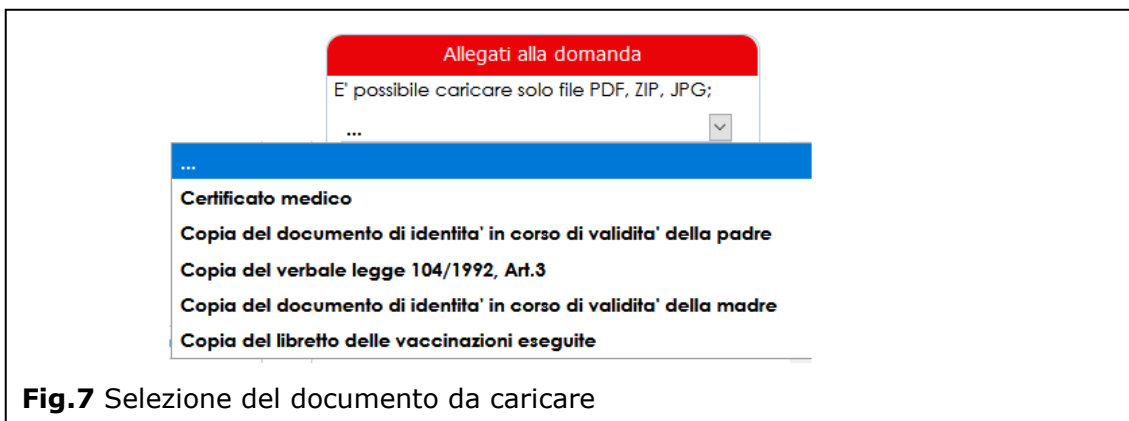 Allegati alla domanda
E' possibile caricare solo file PDF, ZIP, JPG;
...
...
Certificato medico
Copia del documento di identita' in corso di validita' della padre
Copia del verbale legge 104/1992, Art.3
Copia del documento di identita' in corso di validita' della madre
Copia del libretto delle vaccinazioni eseguite
Fig.7 Selezione del documento da caricare